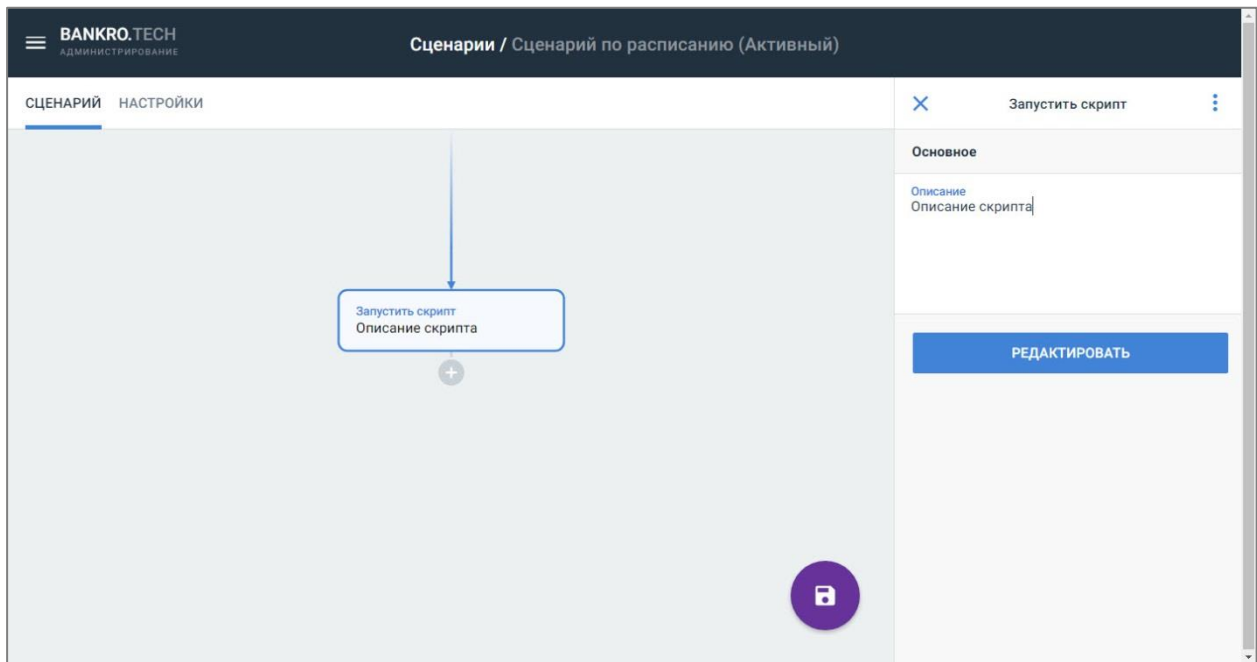 BANKRO.TECH
АДМИНИСТРИРОВАНИЕ
Сценарии / Сценарий по расписанию (Активный)
СЦЕНАРИЙ НАСТРОЙКИ
Запустить скрипт
Основное
Описание
Описание скрипта
РЕДАКТИРОВАТЬ
Запустить скрипт
Описание скрипта